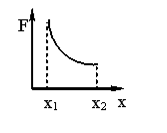 F
x₁ x₂ x